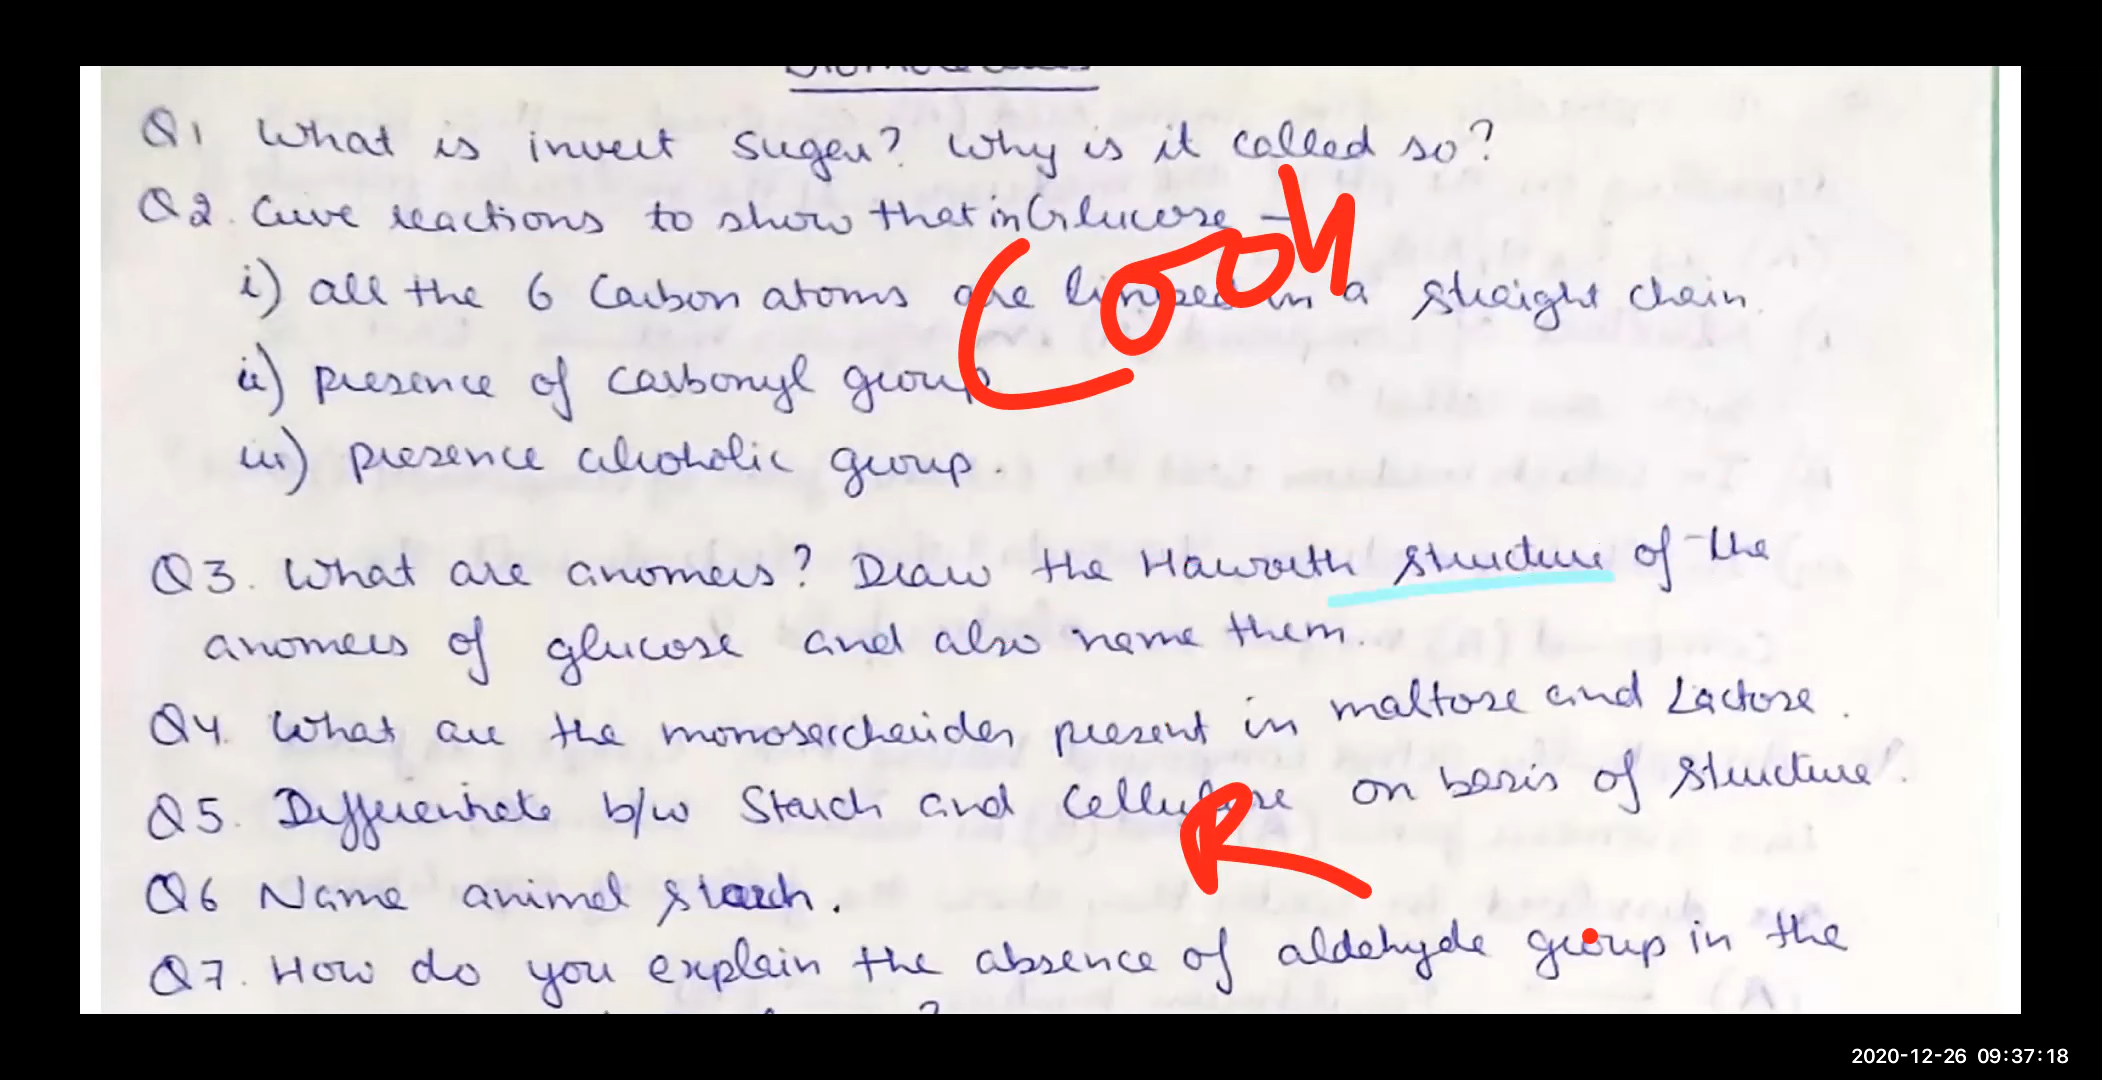 Biomolecules
Q1 What is invert sugar? Why is it called so?
Q2. Give reactions to show that in Glucose –
i) all the 6 Carbon atoms are linked in a straight chain.
ii) presence of carbonyl group
COOH
iii) presence alcoholic group.
Q3. What are anomers? Draw the Haworth structure of the
anomers of glucose and also name them.
Q4. What are the monosaccharides present in maltose and Lactose.
Q5. Differentiate b/w Starch and Cellulose on basis of structure.
R
Q6 Name animal starch.
Q7. How do you explain the absence of aldehyde group in the
2020-12-26 09:37:18